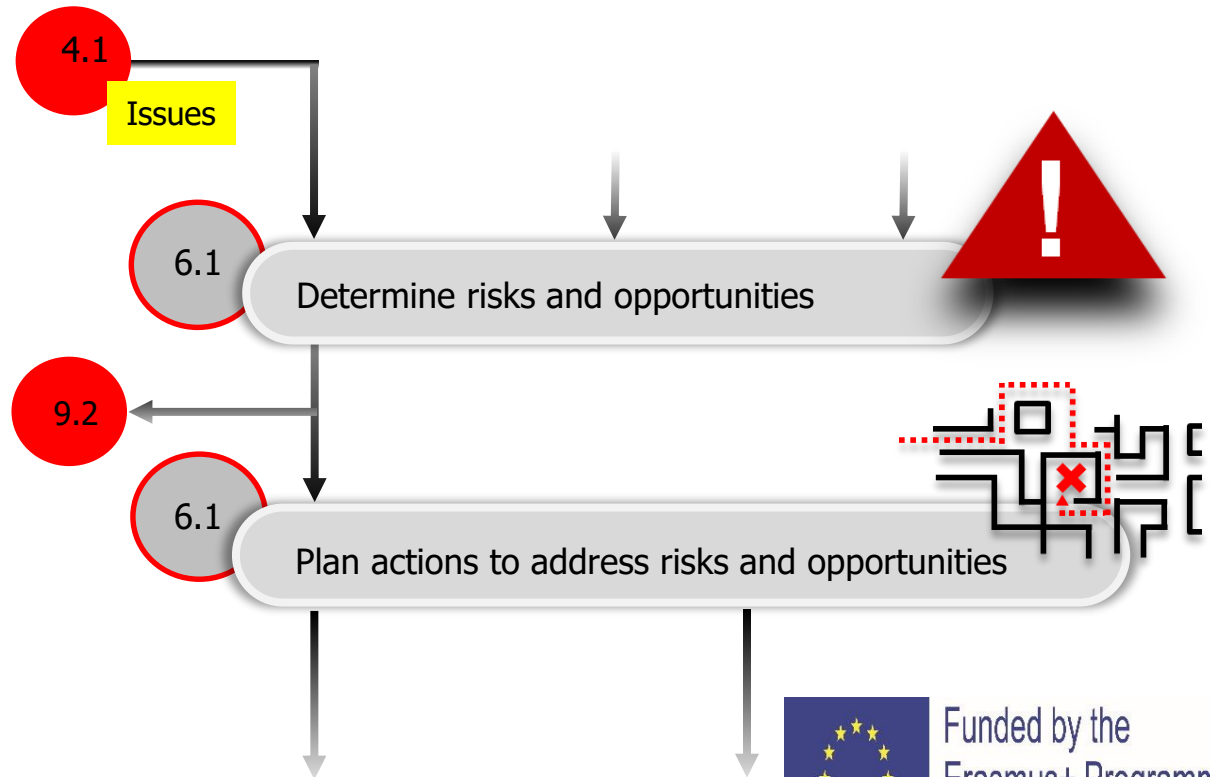 4.1
Issues
6.1
Determine risks and opportunities
9.2
6.1
Plan actions to address risks and opportunities
Funded by the